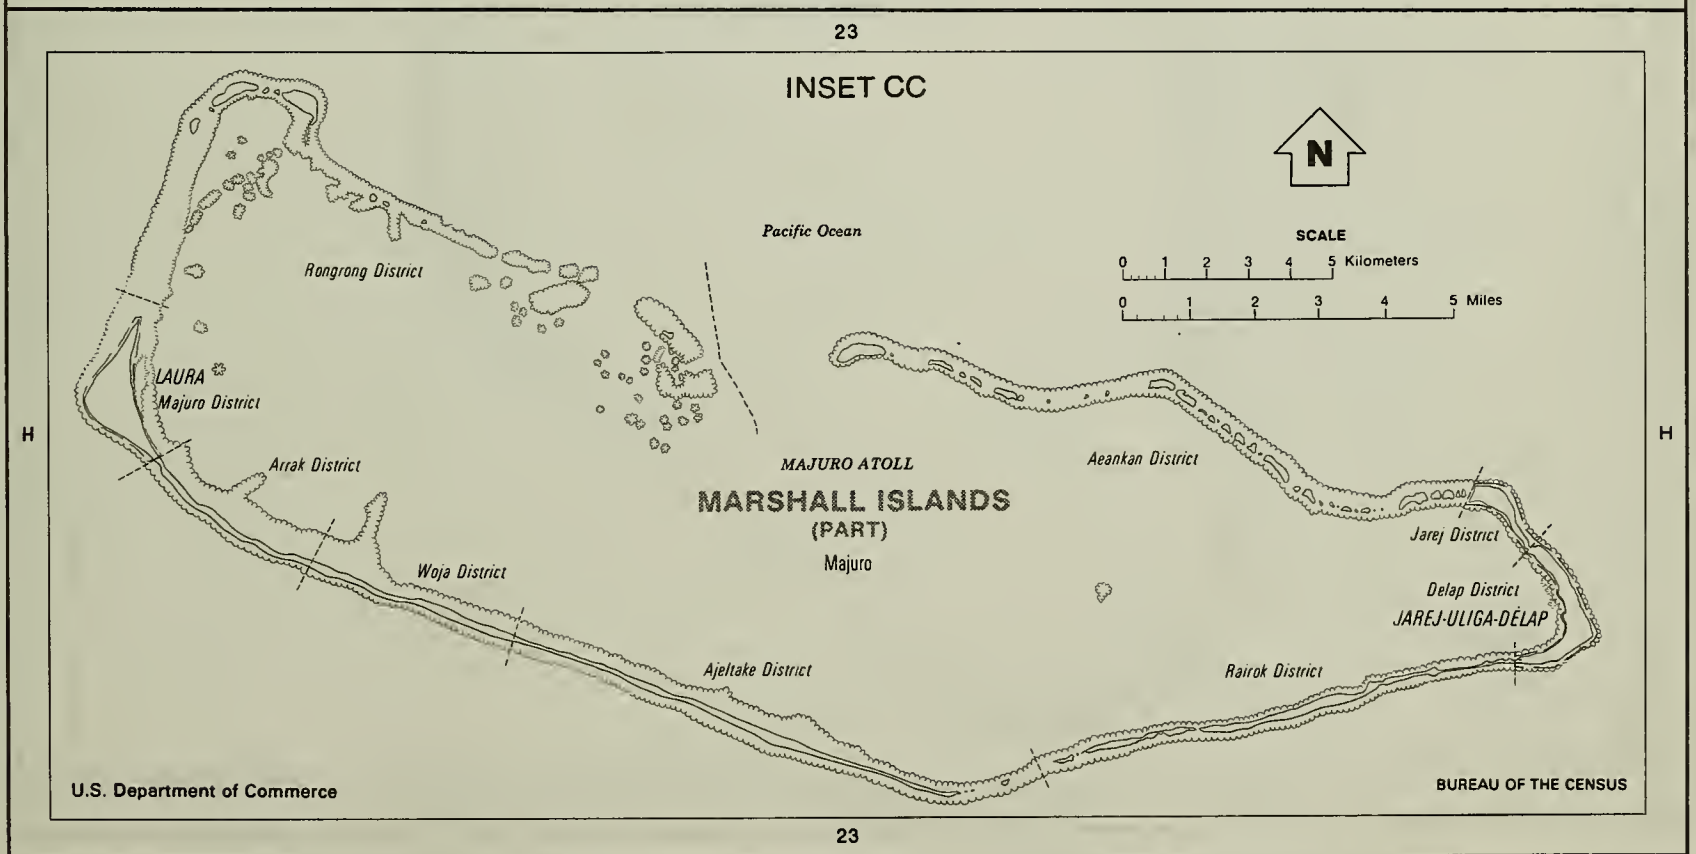 23
INSET CC
N
Pacific Ocean
SCALE
0 1 2 3 4 5 Kilometers
0 1 2 3 4 5 Miles
Rongrong District
LAURA
Majuro District
H
H
Arrak District
MAJURO ATOLL
Aeankan District
MARSHALL ISLANDS
(PART)
Majuro
Jarej District
Woja District
Delap District
JAREJ-ULIGA-DELAP
Ajeltake District
Rairok District
U.S. Department of Commerce
BUREAU OF THE CENSUS
23